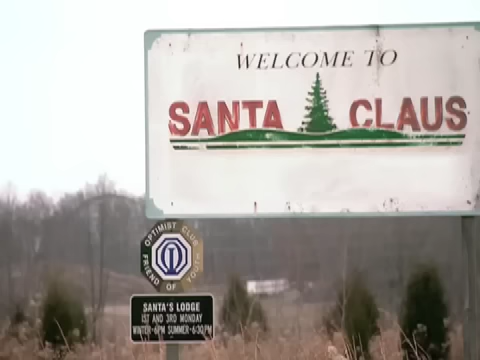 WELCOME TO
SANTA CLAUS
OPTIMIST CLUB
FRIEND OF YOUTH
SANTA'S LODGE
1ST AND 3RD MONDAY
WINTER-6PM SUMMER-6:30PM